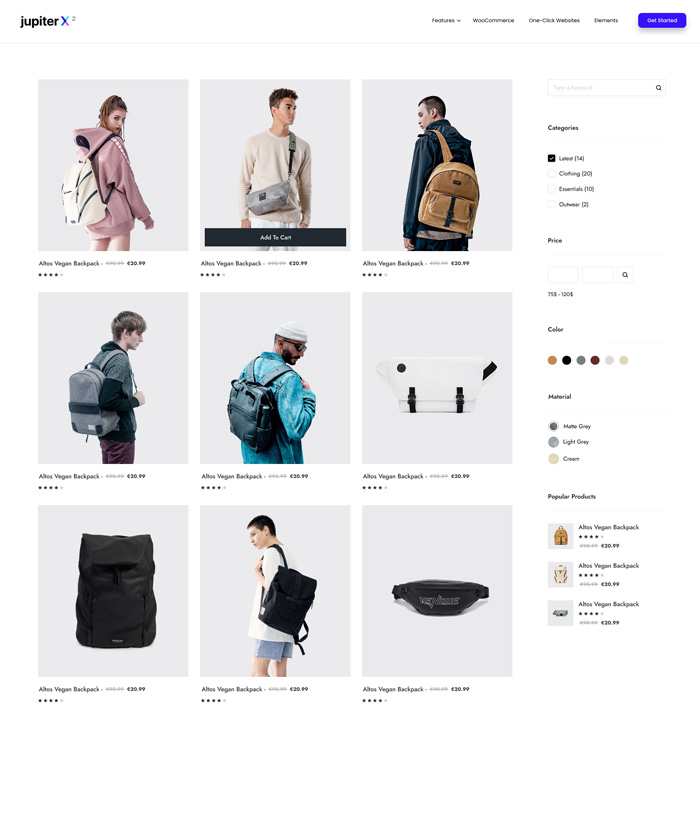 jupiter X 2
Features
WooCommerce
One-Click Websites
Elements
Get Started
Type a Keyword
Add To Cart
Altos Vegan Backpack - €90.99 €20.99
Altos Vegan Backpack - €90.99 €20.99
Altos Vegan Backpack - €90.99 €20.99
Altos Vegan Backpack - €90.99 €20.99
Altos Vegan Backpack - €90.99 €20.99
Altos Vegan Backpack - €90.99 €20.99
Altos Vegan Backpack - €90.99 €20.99
Altos Vegan Backpack - €90.99 €20.99
Altos Vegan Backpack - €90.99 €20.99
Categories
Latest (14)
Clothing (20)
Essentials (10)
Outwear (2)
Price
75$ - 120$
Color
Material
Matte Grey
Light Grey
Cream
Popular Products
Altos Vegan Backpack
€90.99 €20.99
Altos Vegan Backpack
€90.99 €20.99
Altos Vegan Backpack
€90.99 €20.99